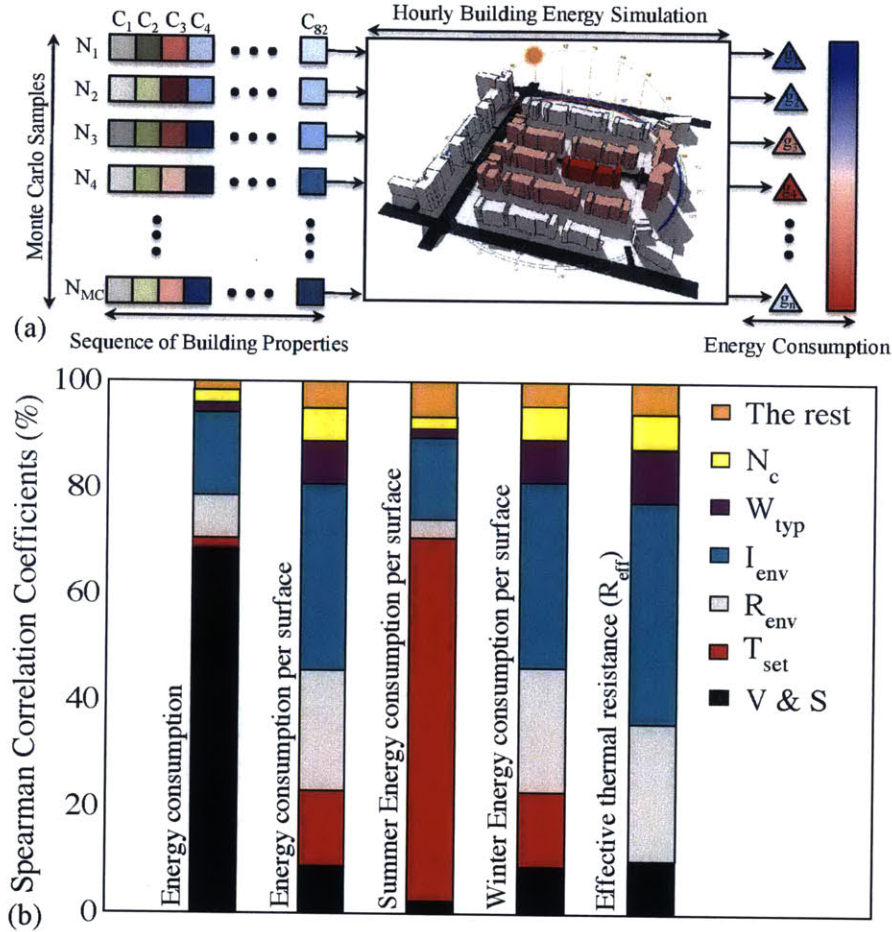 Hourly Building Energy Simulation
C1 C2 C3 C4 C82
Monte Carlo Samples
N1
N2
N3
N4
NMC
g1
g2
g3
g4
gn
(a)
Sequence of Building Properties
Energy Consumption
Spearman Correlation Coefficients (%)
100
80
60
40
20
0
Energy consumption
Energy consumption per surface
Summer Energy consumption per surface
Winter Energy consumption per surface
Effective thermal resistance (Reff)
The rest
Nc
Wtyp
Ienv
Renv
Tset
V & S
(b)